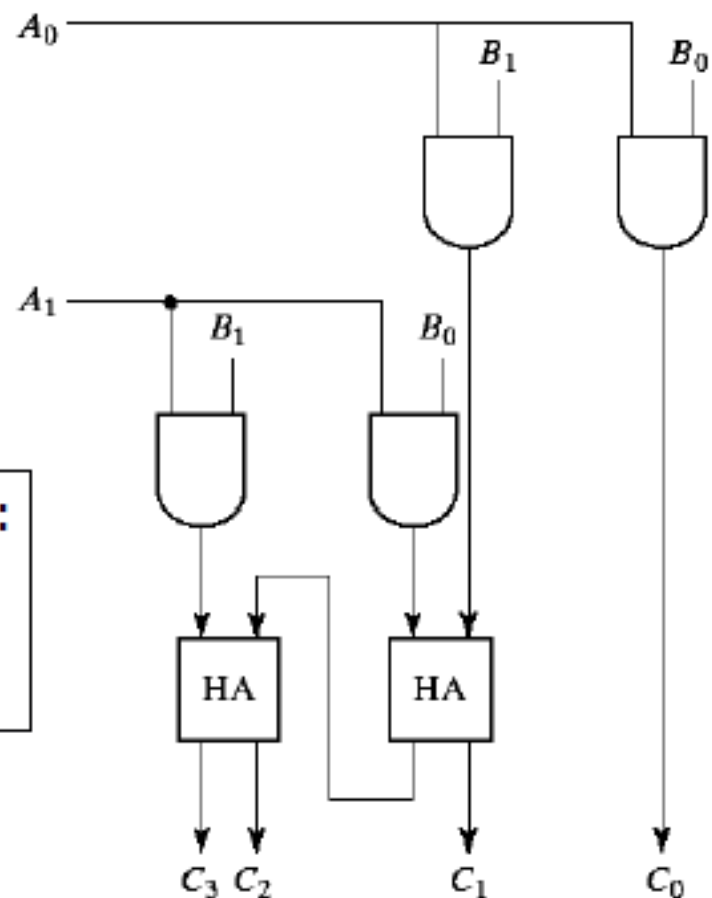 A₀
B₁ B₀
A₁
B₁ B₀
:
HA HA
C₃ C₂ C₁ C₀